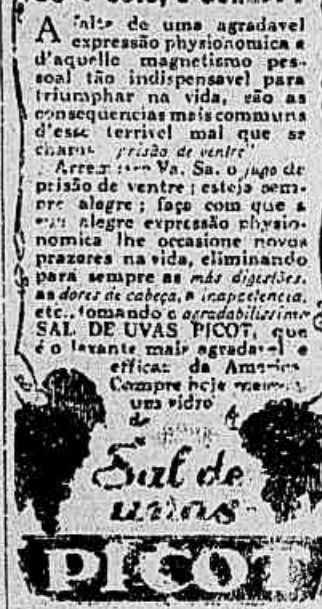 A falta de uma agradavel
expressão physionomica e
d'aquelle magnetismo pes-
soal tão indispensavel para
triumphar na vida, são as
consequencias mais communs
d'esse terrivel mal que se
chama "prisão de ventre"
Va. Sa. o jugo de
prisão de ventre; esteja sem-
pre alegre; faça com que a
sua alegre expressão physio-
nomica lhe occasione novos
prazeres na vida, eliminando
para sempre as más digestões,
as dores de cabeça, a inappetencia,
etc., tomando o agradabilissimo
SAL DE UVAS PICOT, que
é o laxante mais agradavel e
efficaz da America
Compre hoje mesmo
um vidro
de
Sal de
uvas
PICOT